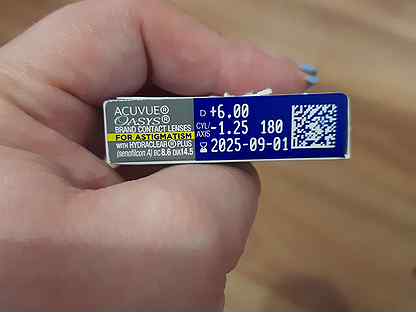 ACUVUE®
OASYS®
BRAND CONTACT LENSES
FOR ASTIGMATISM
WITH HYDRACLEAR® PLUS
(senofilcon A) BC 8.6 DIA 14.5
D +6.00
CYL/AXIS -1.25 180
2025-09-01